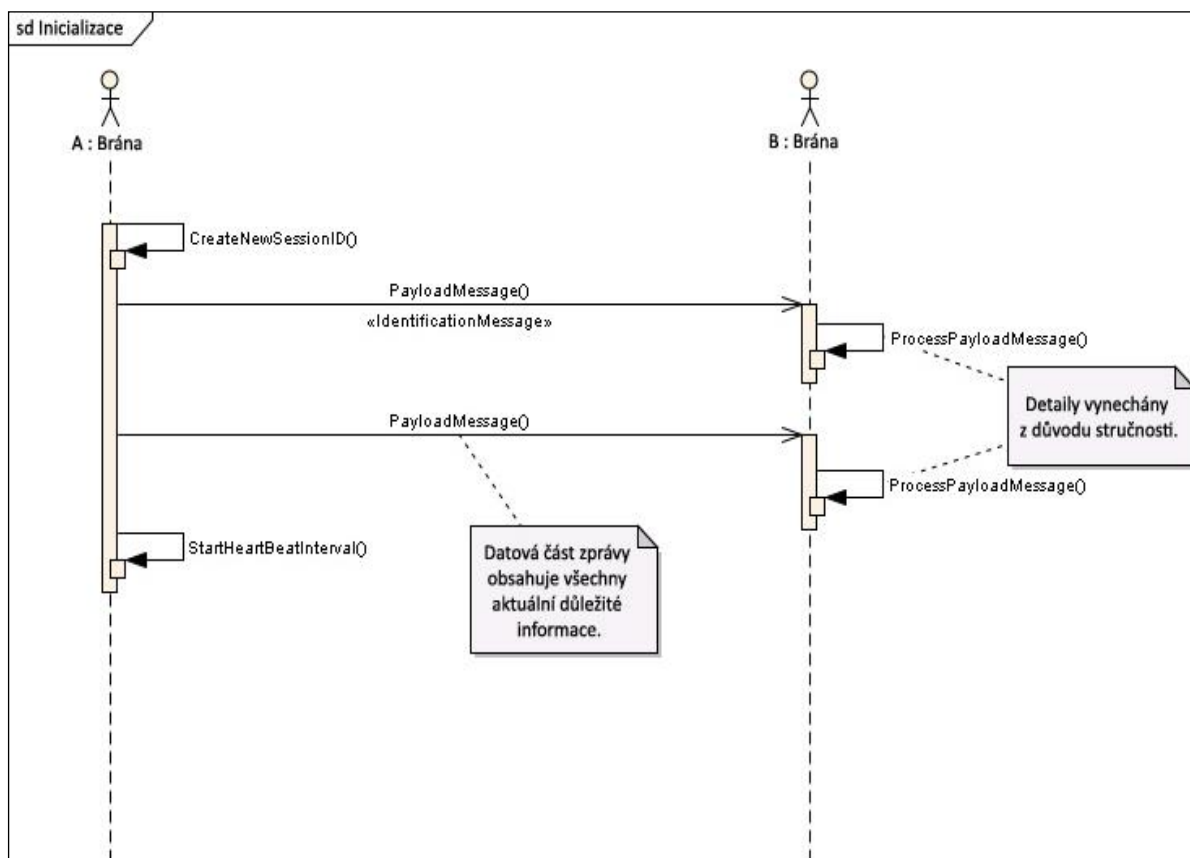 sd Inicializace
A : Brána
B : Brána
CreateNewSessionID()
PayloadMessage()
«IdentificationMessage»
ProcessPayloadMessage()
Detaily vynechány
z důvodu stručnosti.
PayloadMessage()
ProcessPayloadMessage()
StartHeartBeatInterval()
Datová část zprávy
obsahuje všechny
aktuální důležité
informace.